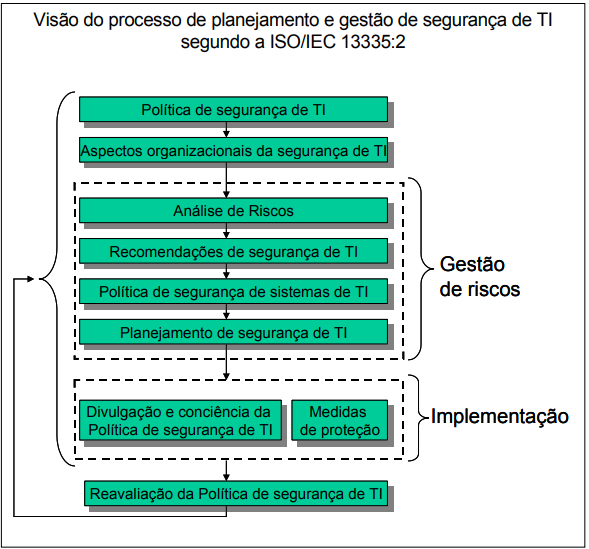 Visão do processo de planejamento e gestão de segurança de TI
segundo a ISO/IEC 13335:2
Política de segurança de TI
Aspectos organizacionais da segurança de TI
Análise de Riscos
Recomendações de segurança de TI
Política de segurança de sistemas de TI
Planejamento de segurança de TI
Gestão
de riscos
Divulgação e conciência da
Política de segurança de TI
Medidas
de proteção
Implementação
Reavaliação da Política de segurança de TI